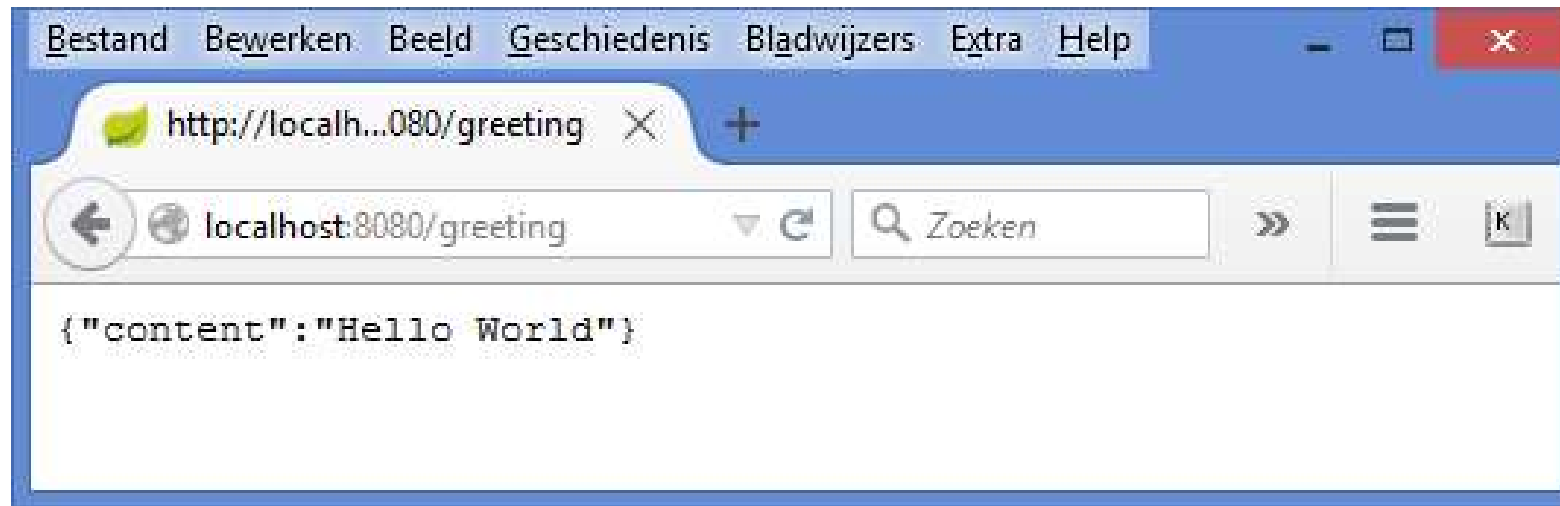 Bestand Bewerken Beeld Geschiedenis Bladwijzers Extra Help
http://localh...080/greeting
localhost:8080/greeting Zoeken K
{"content":"Hello World"}